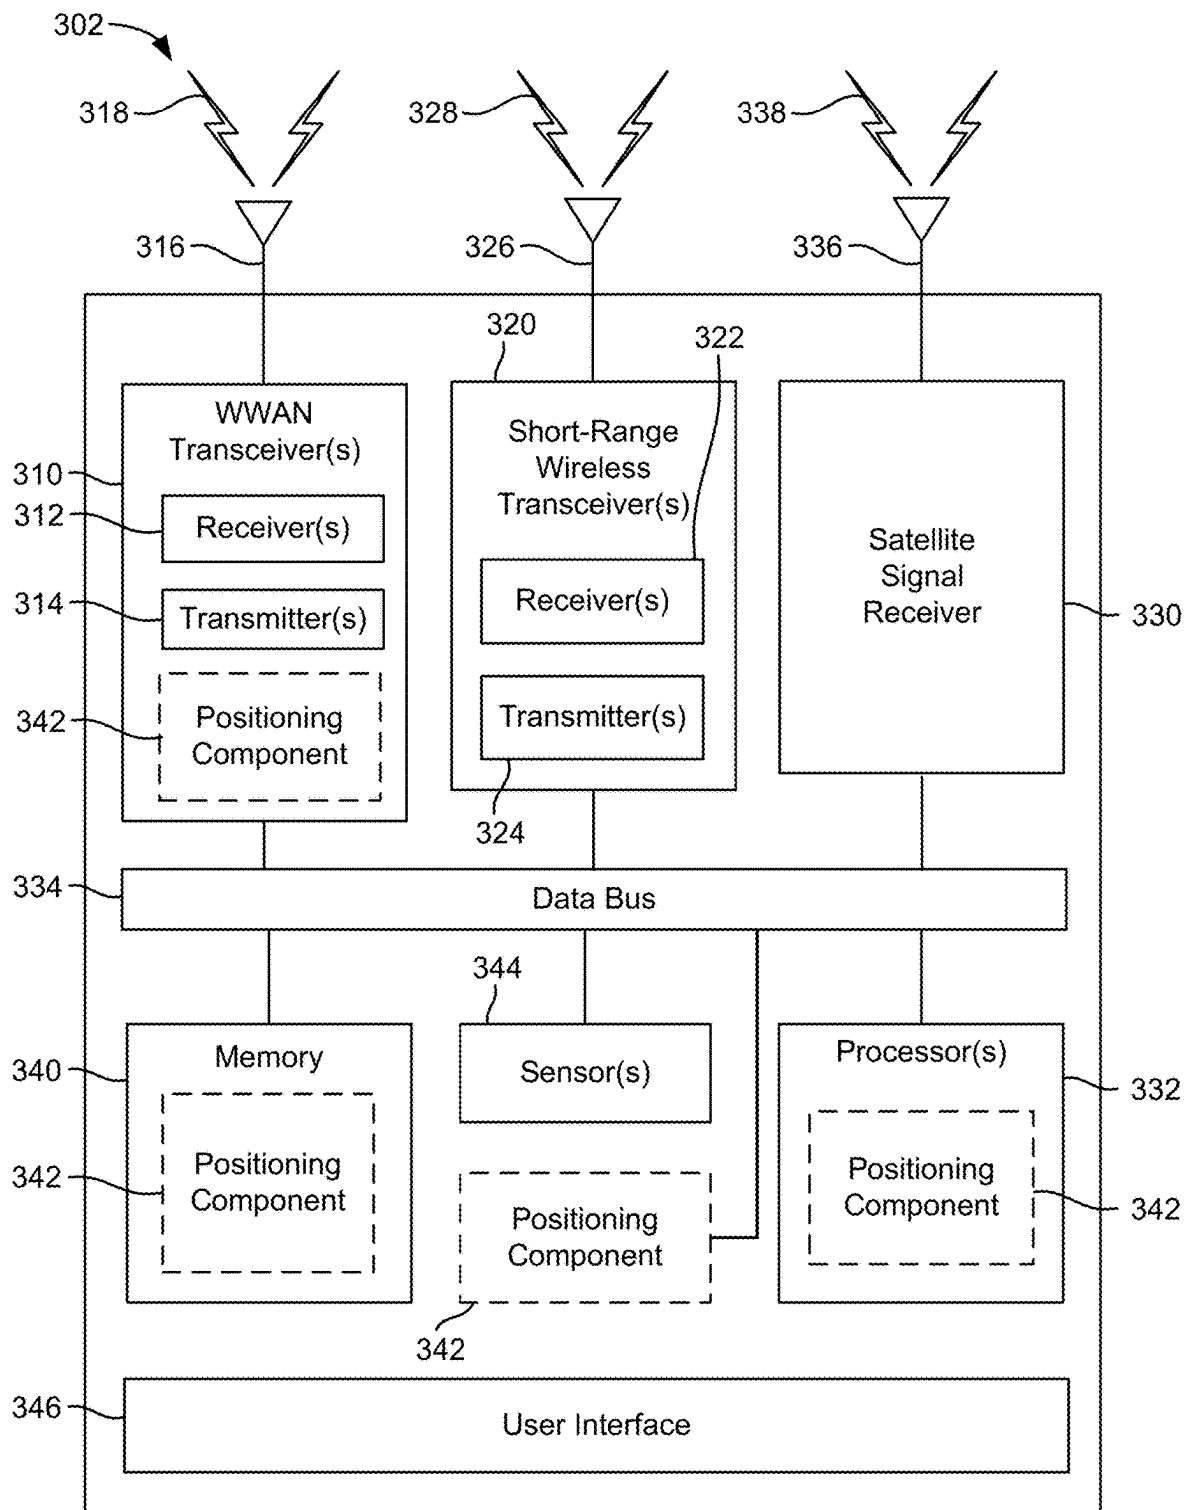 302
318
328
338
316
326
336
320
322
WWAN
Transceiver(s)
Short-Range
Wireless
Transceiver(s)
310
312
Receiver(s)
Satellite
Signal
Receiver
314
Transmitter(s)
Receiver(s)
330
342
Positioning
Component
Transmitter(s)
324
334
Data Bus
344
340
Memory
Sensor(s)
Processor(s)
332
342
Positioning
Component
Positioning
Component
Positioning
Component
342
342
346
User Interface